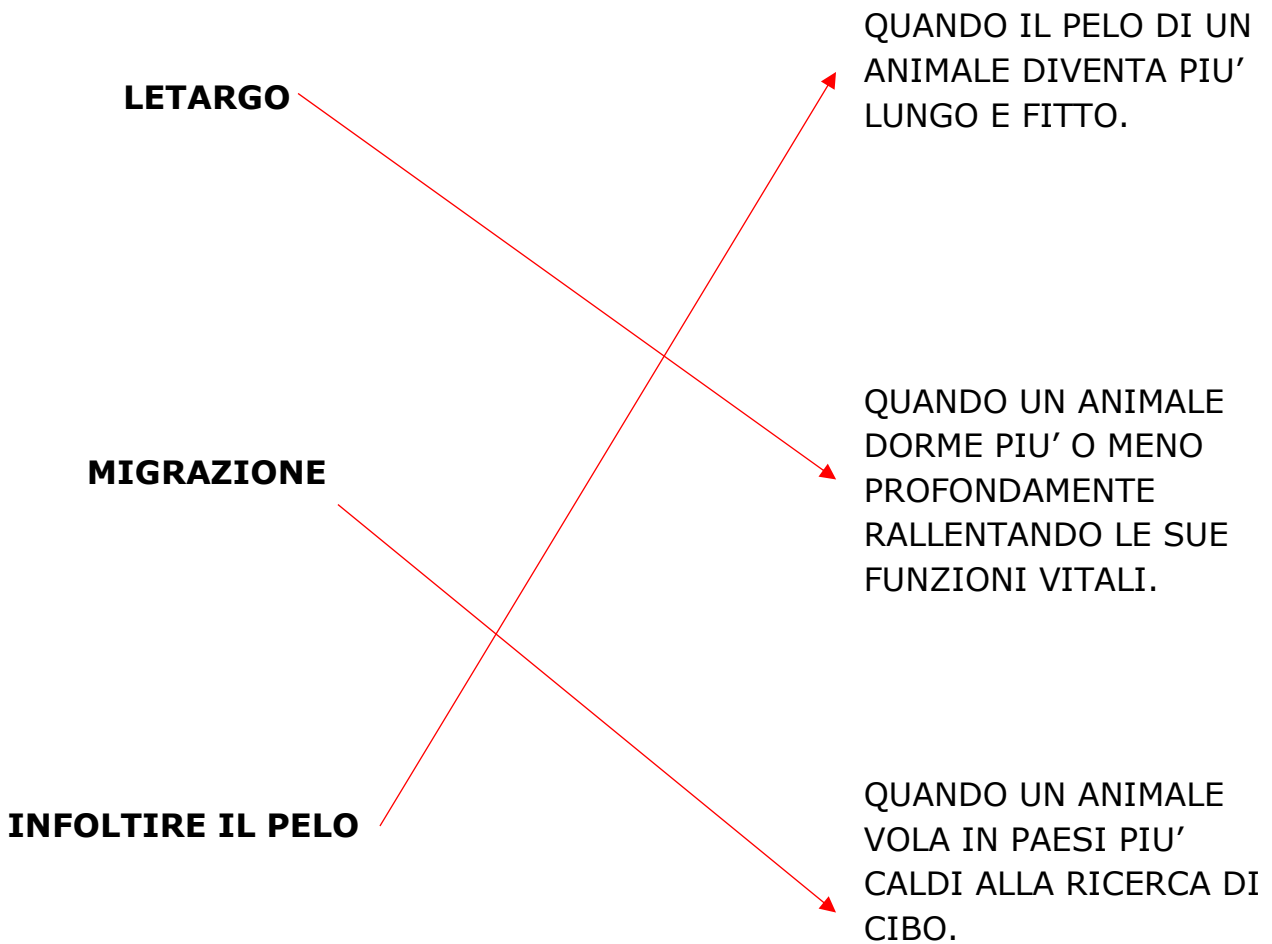 LETARGO
QUANDO IL PELO DI UN
ANIMALE DIVENTA PIU’
LUNGO E FITTO.
MIGRAZIONE
QUANDO UN ANIMALE
DORME PIU’ O MENO
PROFONDAMENTE
RALLENTANDO LE SUE
FUNZIONI VITALI.
INFOLTIRE IL PELO
QUANDO UN ANIMALE
VOLA IN PAESI PIU’
CALDI ALLA RICERCA DI
CIBO.